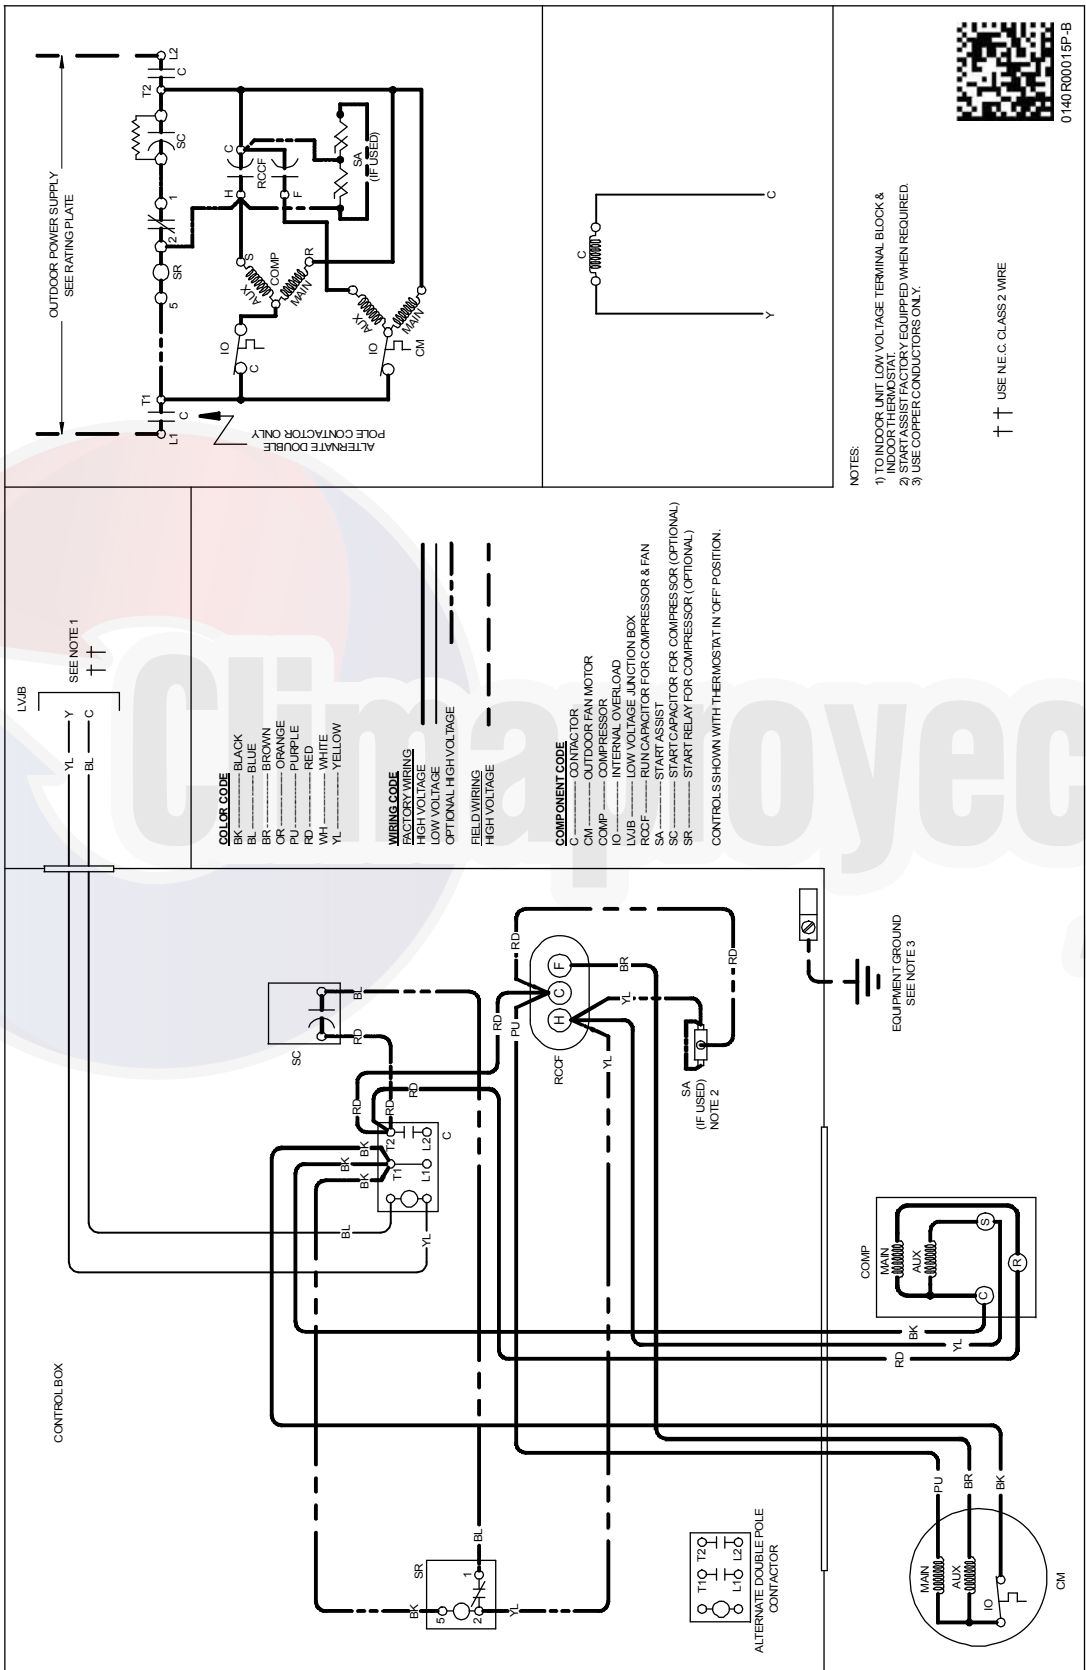 OUTDOOR POWER SUPPLY
SEE RATING PLATE
L1
C
T1
5
SR
2
1
SC
T2
C
L2
ALTERNATE DOUBLE
POLE CONTACTOR ONLY
C
IO
AUX
S
COMP
MAIN
R
H
C
RCCF
F
SA
(IF USED)
IO
AUX
MAIN
CM
Y
C
C
NOTES:
1) TO INDOOR UNIT LOW VOLTAGE TERMINAL BLOCK &
INDOOR THERMOSTAT.
2) START ASSIST FACTORY EQUIPPED WHEN REQUIRED.
3) USE COPPER CONDUCTORS ONLY.
†† USE N.E.C. CLASS 2 WIRE
0140R00015P-B
LVJB
SEE NOTE 1
††
YL
Y
BL
C
COLOR CODE
BK ---------- BLACK
BL ---------- BLUE
BR ---------- BROWN
OR ---------- ORANGE
PU ---------- PURPLE
RD ---------- RED
WH ---------- WHITE
YL ---------- YELLOW
WIRING CODE
FACTORY WIRING
HIGH VOLTAGE
LOW VOLTAGE
OPTIONAL HIGH VOLTAGE
FIELD WIRING
HIGH VOLTAGE
COMPONENT CODE
C ---------- CONTACTOR
CM ---------- OUTDOOR FAN MOTOR
COMP ---------- COMPRESSOR
IO ---------- INTERNAL OVERLOAD
LVJB ---------- LOW VOLTAGE JUNCTION BOX
RCCF ---------- RUN CAPACITOR FOR COMPRESSOR & FAN
SA ---------- START ASSIST
SC ---------- START CAPACITOR FOR COMPRESSOR (OPTIONAL)
SR ---------- START RELAY FOR COMPRESSOR (OPTIONAL)
CONTROLS SHOWN WITH THERMOSTAT IN "OFF" POSITION.
Climaproyec
CONTROL BOX
SC
RD
BL
BK
BK
BK
RD
RD
RD
T1
T2
L1
L2
C
BL
YL
RD
PU
RD
H
C
F
RCCF
YL
YL
BR
RD
SA
(IF USED)
NOTE 2
SR
5
2
1
BK
YL
BL
ALTERNATE DOUBLE POLE
CONTACTOR
T1
T2
L1
L2
EQUIPMENT GROUND
SEE NOTE 3
COMP
MAIN
AUX
C
S
R
BK
YL
RD
PU
BR
BK
MAIN
AUX
IO
CM